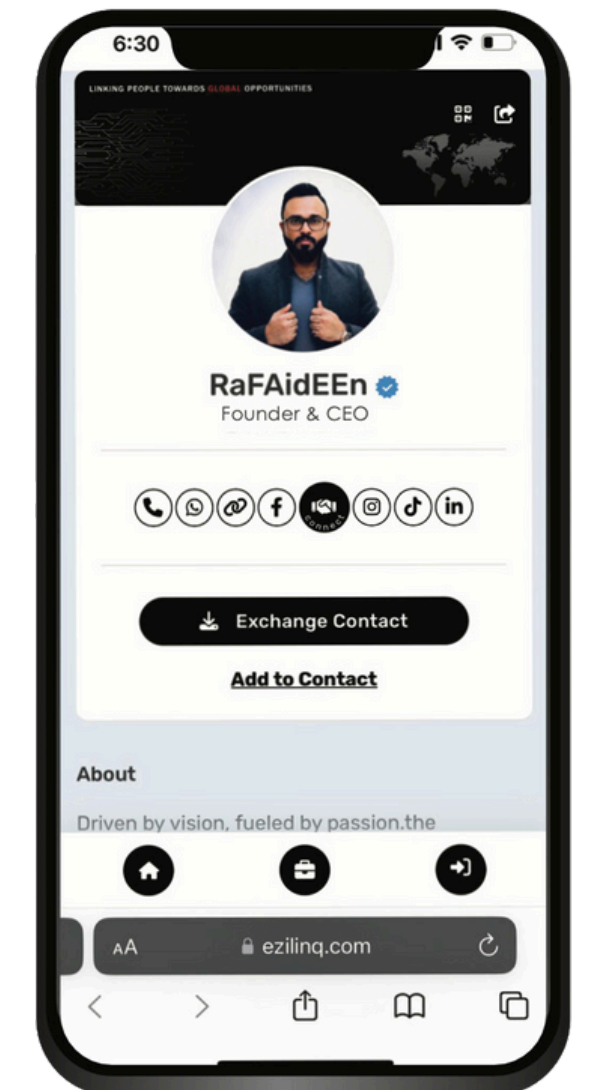 6:30
LINKING PEOPLE TOWARDS GLOBAL OPPORTUNITIES
RaFAidEEn
Founder & CEO
connect
Exchange Contact
Add to Contact
About
Driven by vision, fueled by passion.the
AA ezilinq.com